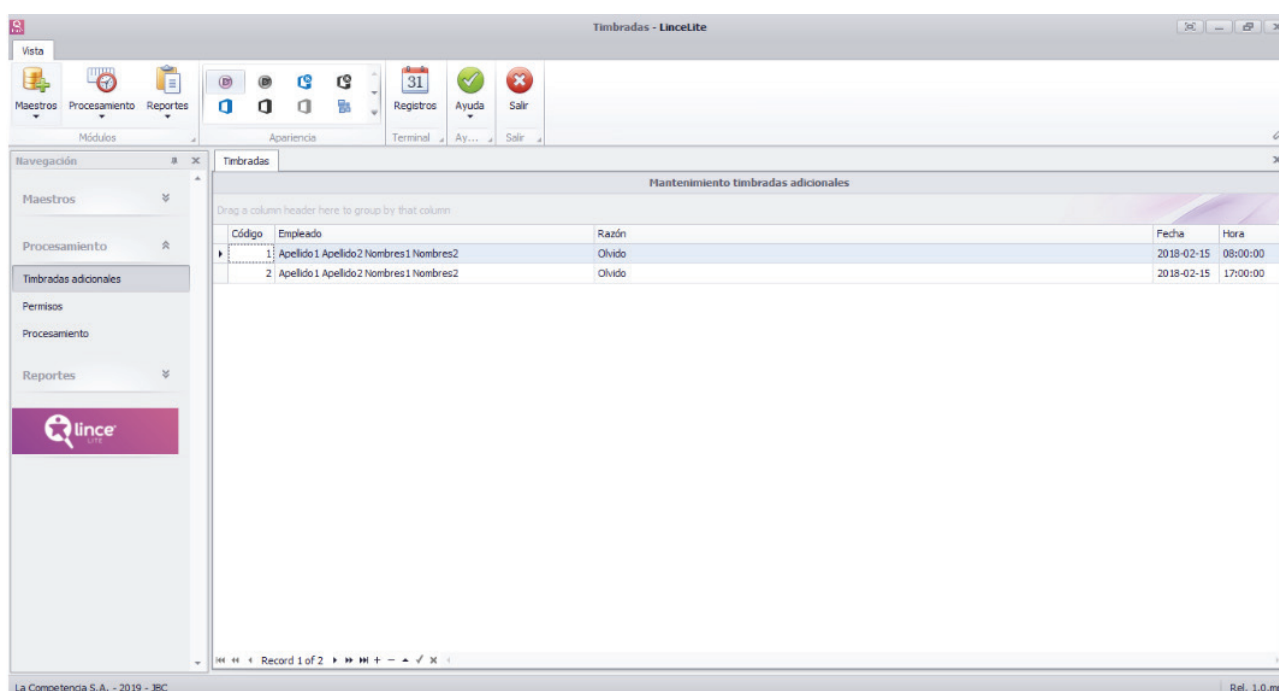 Timbradas - LinceLite
Vista
Maestros Procesamiento Reportes Registros Ayuda Salir
31
Módulos Apariencia Terminal Ay... Salir
Navegación
Timbradas
Mantenimiento timbradas adicionales
Maestros
Drag a column header here to group by that column
Código Empleado Razón Fecha Hora
1 Apellido1 Apellido2 Nombres1 Nombres2 Olvido 2018-02-15 08:00:00
2 Apellido1 Apellido2 Nombres1 Nombres2 Olvido 2018-02-15 17:00:00
Procesamiento
Timbradas adicionales
Permisos
Procesamiento
Reportes
lince
LITE
Record 1 of 2
La Competencia S.A. - 2019 - JBC
Rel. 1.0.